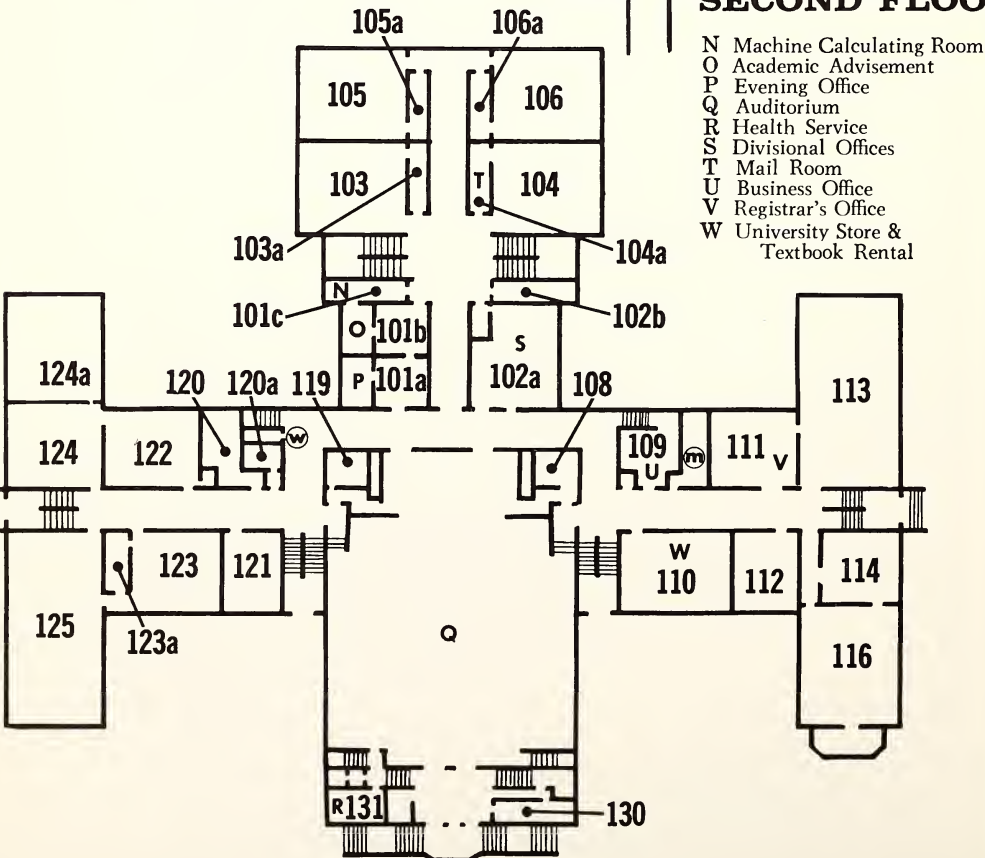 SECOND FLOO
N Machine Calculating Room
O Academic Advisement
P Evening Office
Q Auditorium
R Health Service
S Divisional Offices
T Mail Room
U Business Office
V Registrar's Office
W University Store &
Textbook Rental
105a 106a
105 106
103 T 104
103a 104a
N
101c 102b
O 101b S
P 101a 102a
124a 120 120a 119 108 113
w
124 122 109 m 111 V
U
123 121 W 114
110 112
125 123a Q 116
R 131 130